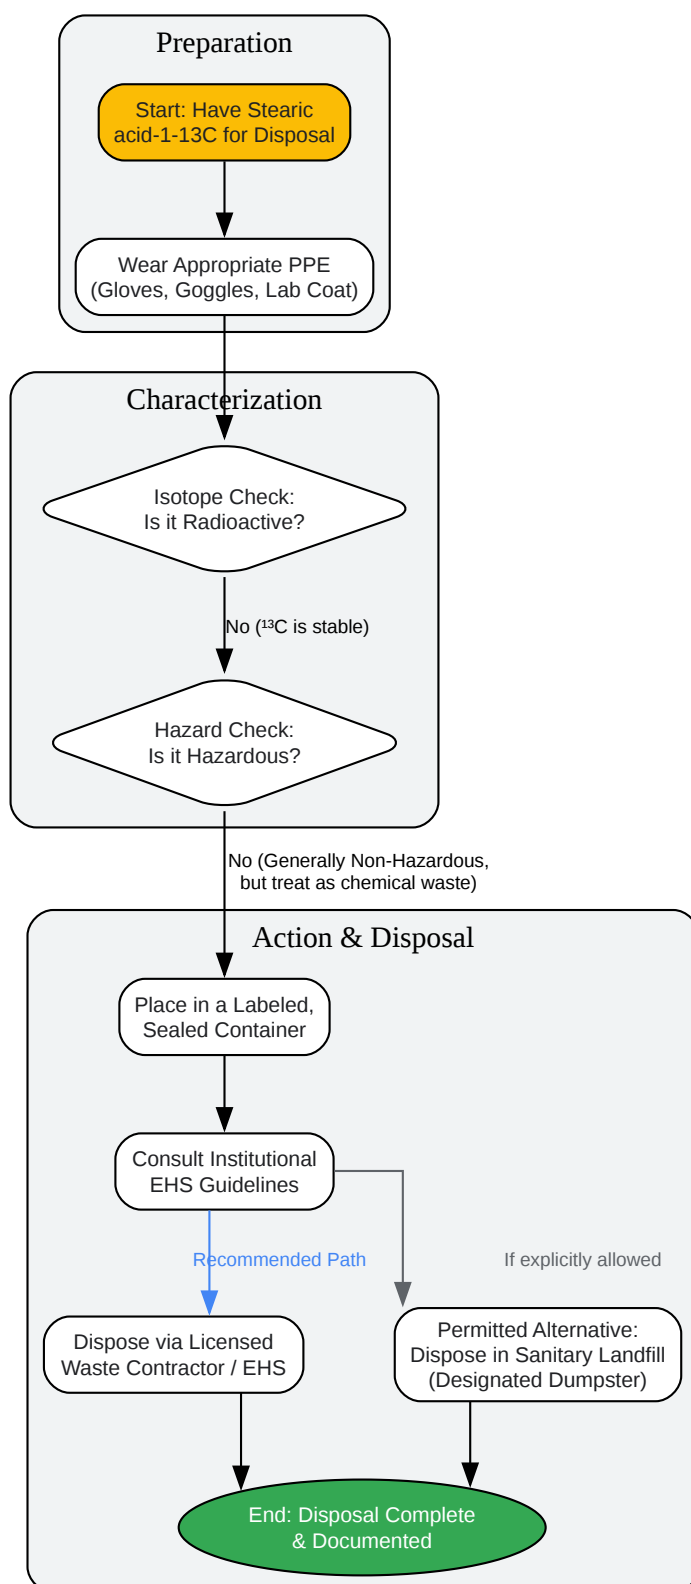 Preparation
Start: Have Stearic
acid-1-13C for Disposal
Wear Appropriate PPE
(Gloves, Goggles, Lab Coat)
Characterization
Isotope Check:
Is it Radioactive?
No (¹³C is stable)
Hazard Check:
Is it Hazardous?
No (Generally Non-Hazardous,
but treat as chemical waste)
Action & Disposal
Place in a Labeled,
Sealed Container
Consult Institutional
EHS Guidelines
Recommended Path
If explicitly allowed
Dispose via Licensed
Waste Contractor / EHS
Permitted Alternative:
Dispose in Sanitary Landfill
(Designated Dumpster)
End: Disposal Complete
& Documented